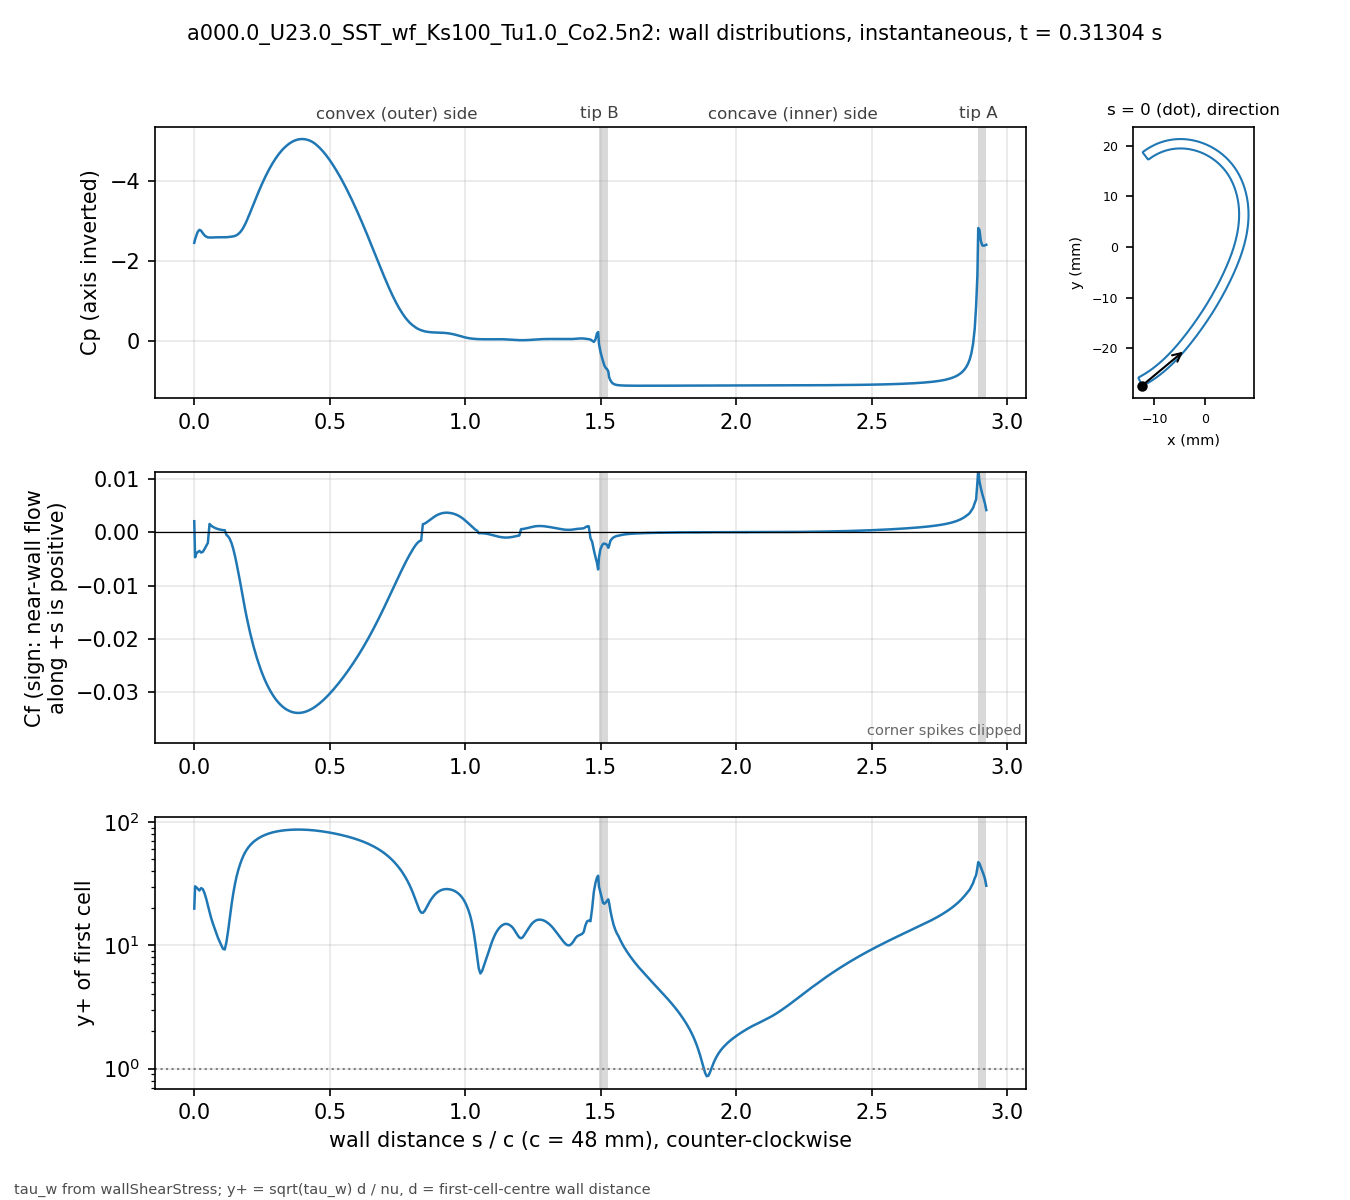 a000.0_U23.0_SST_wf_Ks100_Tu1.0_Co2.5n2: wall distributions, instantaneous, t = 0.31304 s
convex (outer) side
tip B
concave (inner) side
tip A
s = 0 (dot), direction
Cp (axis inverted)
−4
−2
0
0.0
0.5
1.0
1.5
2.0
2.5
3.0
y (mm)
20
10
0
−10
−20
−10
0
x (mm)
Cf (sign: near-wall flow
along +s is positive)
0.01
0.00
−0.01
−0.02
−0.03
corner spikes clipped
0.0
0.5
1.0
1.5
2.0
2.5
3.0
y+ of first cell
10²
10¹
10⁰
0.0
0.5
1.0
1.5
2.0
2.5
3.0
wall distance s / c (c = 48 mm), counter-clockwise
tau_w from wallShearStress; y+ = sqrt(tau_w) d / nu, d = first-cell-centre wall distance